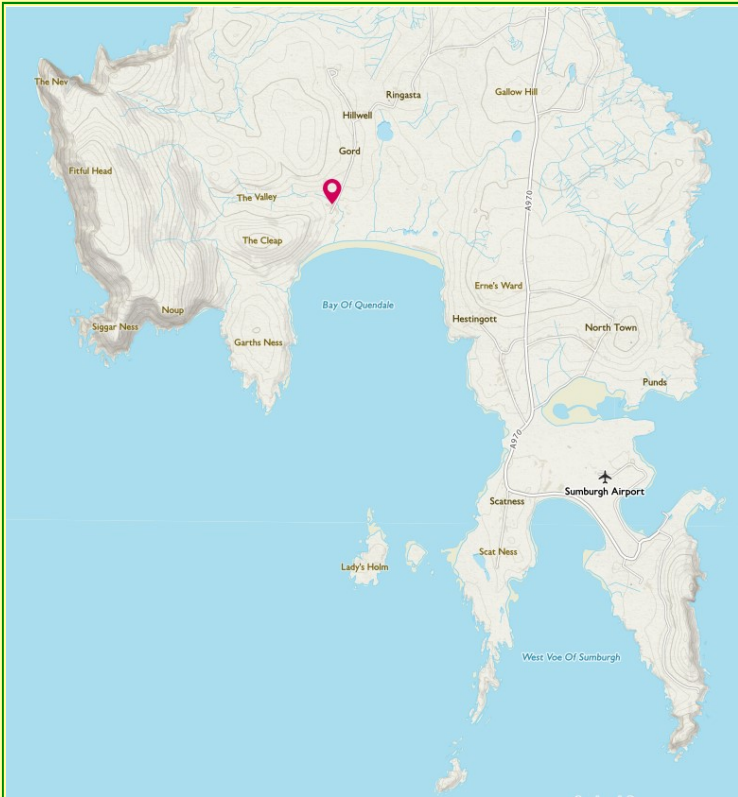 The Nev
Ringasta
Gallow Hill
Hillwell
Gord
Fitful Head
The Valley
A970
The Cleap
Erne's Ward
Bay Of Quendale
Noup
Hestingott
Siggar Ness
North Town
Garths Ness
Punds
A970
Sumburgh Airport
Scatness
Scat Ness
Lady's Holm
West Voe Of Sumburgh